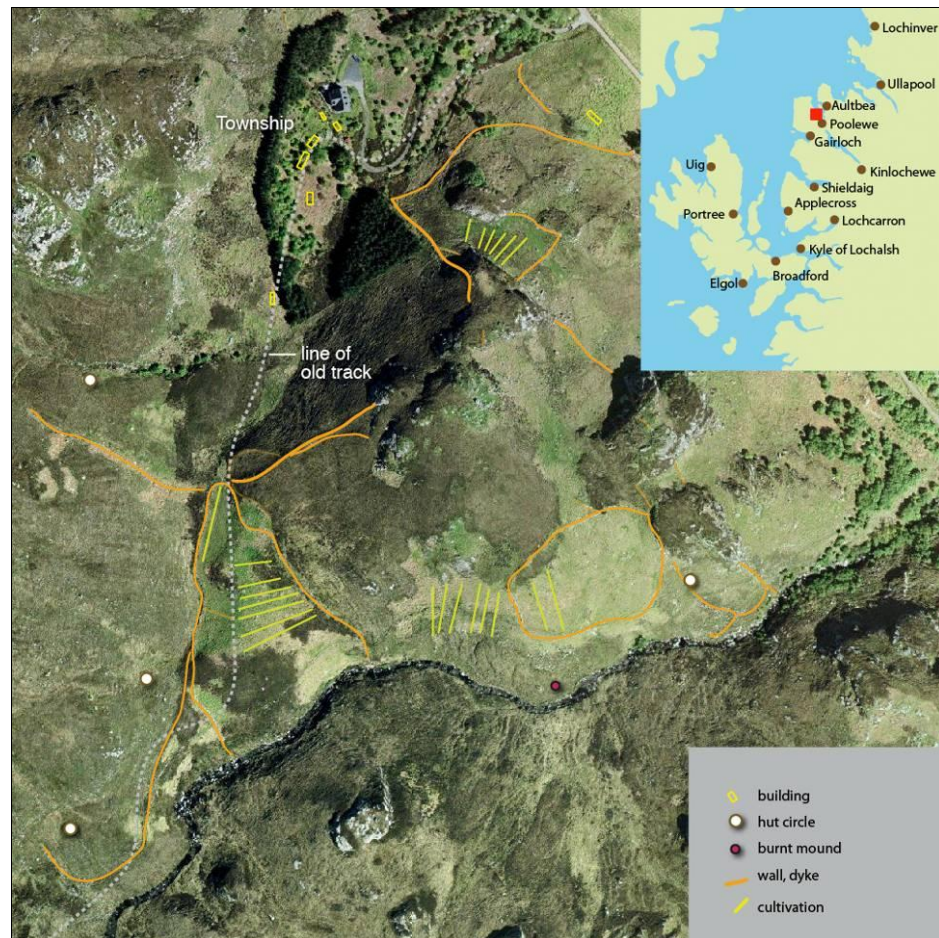 Township
line of
old track
Lochinver
Ullapool
Aultbea
Poolewe
Gairloch
Uig
Kinlochewe
Shieldaig
Applecross
Portree
Lochcarron
Kyle of Lochalsh
Broadford
Elgol
building
hut circle
burnt mound
wall, dyke
cultivation